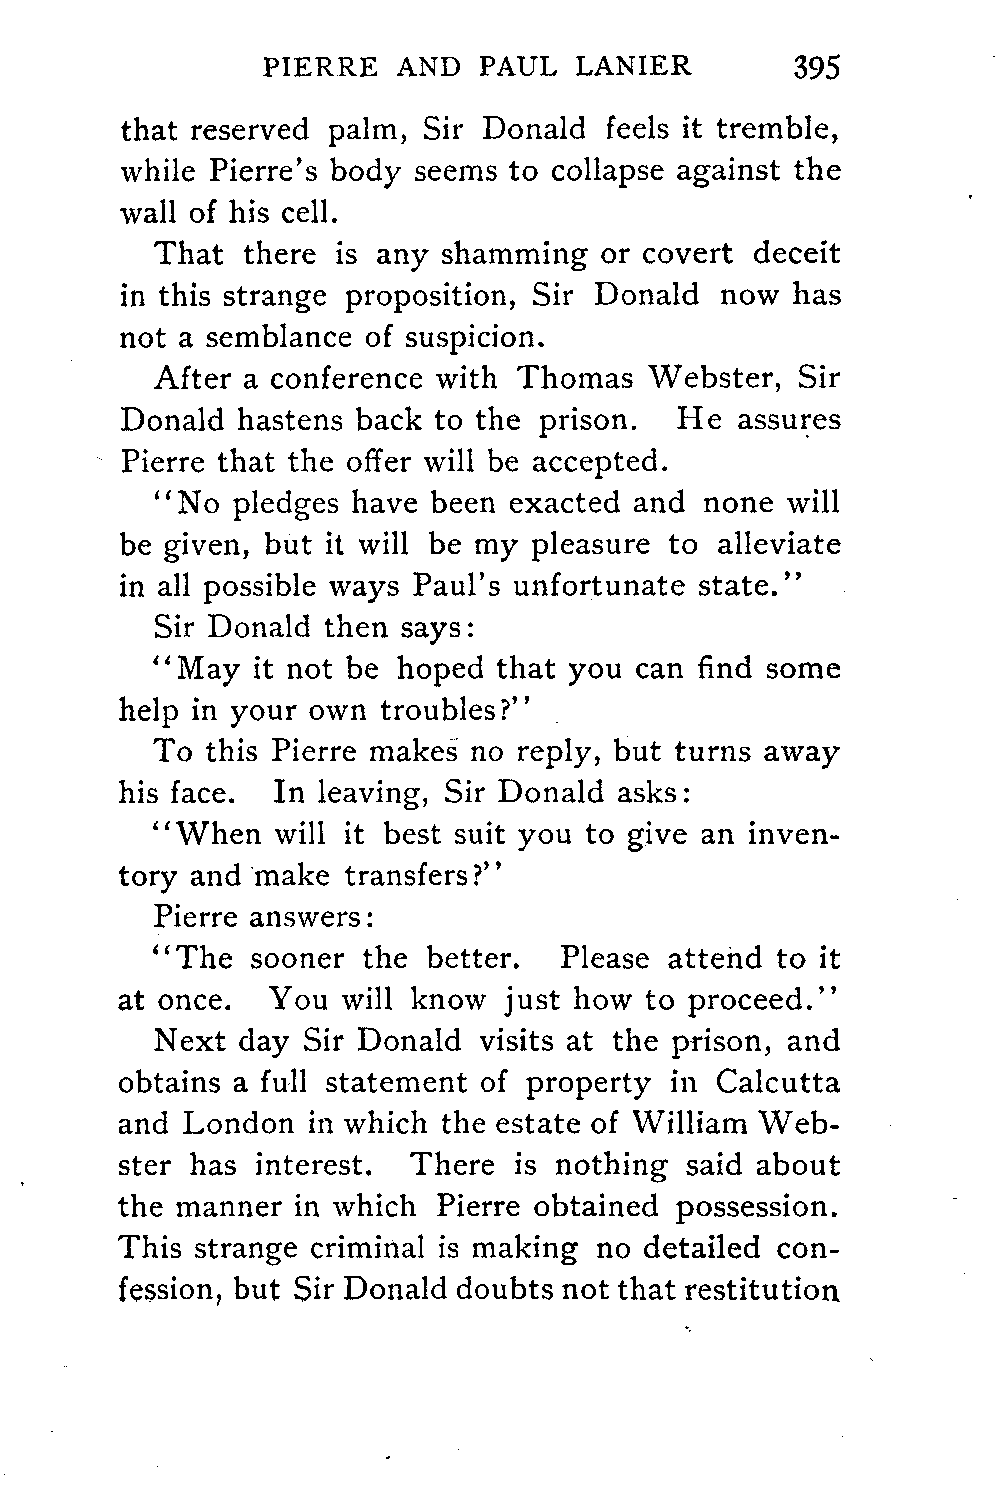 PIERRE AND PAUL LANIER 395
that reserved palm, Sir Donald feels it tremble,
while Pierre's body seems to collapse against the
wall of his cell.
That there is any shamming or covert deceit
in this strange proposition, Sir Donald now has
not a semblance of suspicion.
After a conference with Thomas Webster, Sir
Donald hastens back to the prison. He assures
Pierre that the offer will be accepted.
"No pledges have been exacted and none will
be given, but it will be my pleasure to alleviate
in all possible ways Paul's unfortunate state."
Sir Donald then says:
"May it not be hoped that you can find some
help in your own troubles?"
To this Pierre makes no reply, but turns away
his face. In leaving, Sir Donald asks:
"When will it best suit you to give an inven-
tory and make transfers?"
Pierre answers:
"The sooner the better. Please attend to it
at once. You will know just how to proceed."
Next day Sir Donald visits at the prison, and
obtains a full statement of property in Calcutta
and London in which the estate of William Web-
ster has interest. There is nothing said about
the manner in which Pierre obtained possession.
This strange criminal is making no detailed con-
fession, but Sir Donald doubts not that restitution